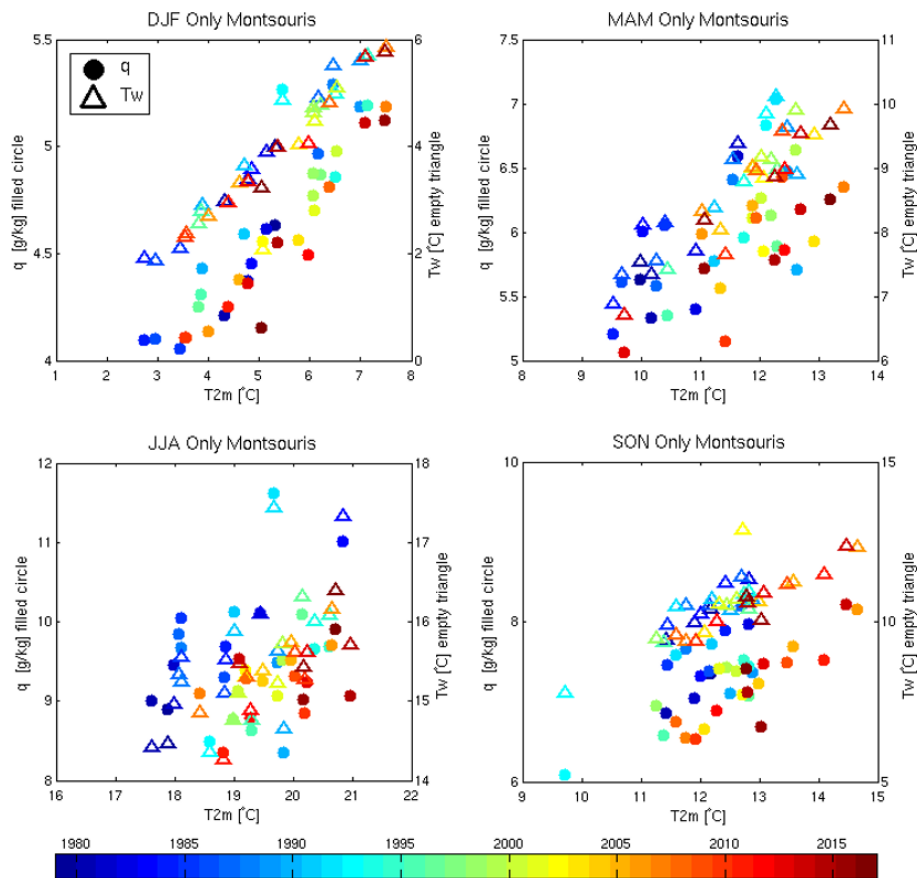 DJF Only Montsouris
MAM Only Montsouris
5.5
5
4.5
4
q [g/kg] filled circle
6
4
2
0
Tw [°C] empty triangle
q
Tw
1 2 3 4 5 6 7 8
T2m [°C]
7.5
7
6.5
6
5.5
5
q [g/kg] filled circle
11
10
9
8
7
6
Tw [°C] empty triangle
8 9 10 11 12 13 14
T2m [°C]
JJA Only Montsouris
SON Only Montsouris
12
11
10
9
8
q [g/kg] filled circle
18
17
16
15
14
Tw [°C] empty triangle
16 17 18 19 20 21 22
T2m [°C]
10
8
6
q [g/kg] filled circle
15
10
5
Tw [°C] empty triangle
9 10 11 12 13 14 15
T2m [°C]
1980 1985 1990 1995 2000 2005 2010 2015